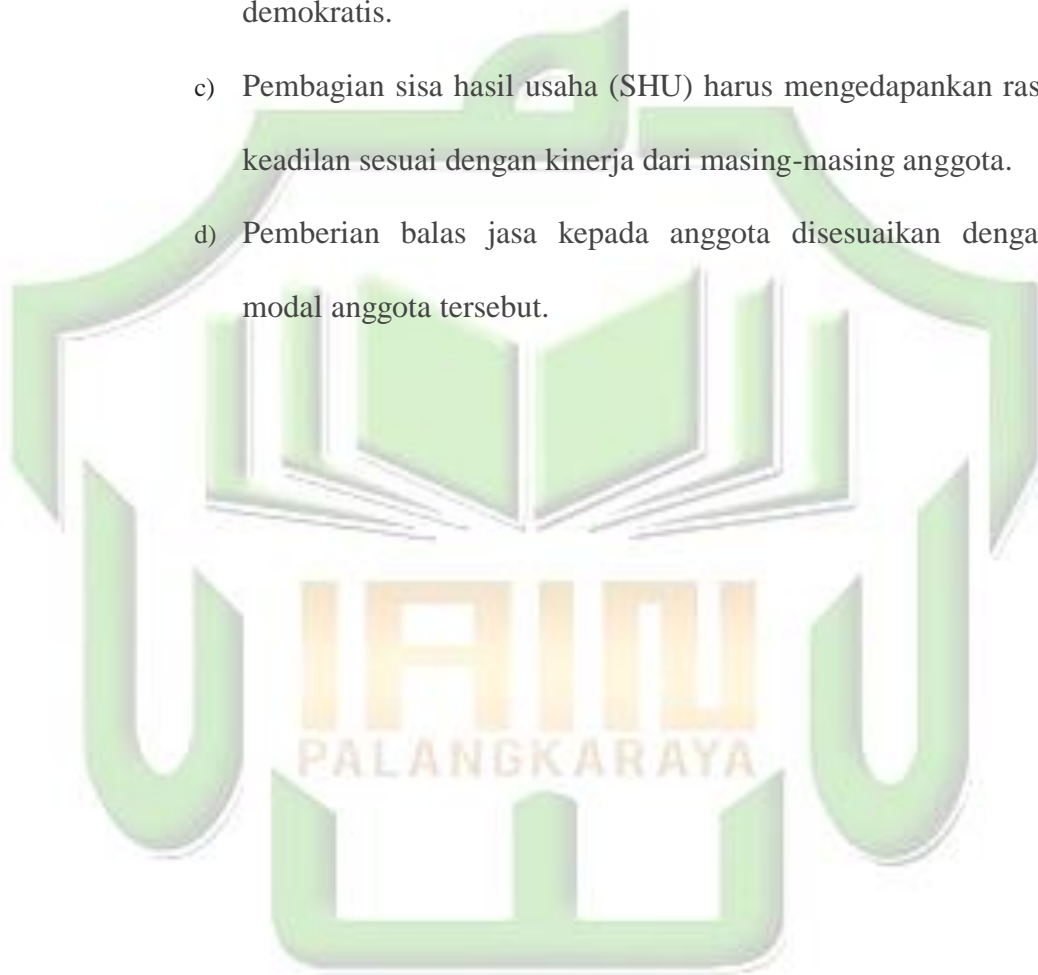 demokratis.
c) Pembagian sisa hasil usaha (SHU) harus mengedapankan ras
keadilan sesuai dengan kinerja dari masing-masing anggota.
d) Pemberian balas jasa kepada anggota disesuaikan denga
modal anggota tersebut.
IAIN
PALANGKARAYA